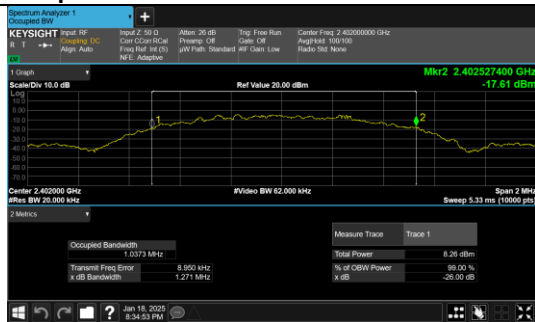 Spectrum Analyzer 1
Occupied BW
KEYSIGHT
R T
Input: RF
Coupling: DC
Align: Auto
Input Z: 50 Ω
Corr CCorr RCal
Freq Ref: Int (S)
NFE: Adaptive
Atten: 26 dB
Preamp: Off
µW Path: Standard
Trig: Free Run
Gate: Off
#IF Gain: Low
Center Freq: 2.402000000 GHz
Avg|Hold: 100/100
Radio Std: None
1 Graph
Scale/Div 10.0 dB
Ref Value 20.00 dBm
Mkr2 2.402527400 GHz
-17.61 dBm
Log
10.0
0.00
-10.0
-20.0
-30.0
-40.0
-50.0
-60.0
-70.0
1
2
Center 2.402000 GHz
#Video BW 62.000 kHz
Span 2 MHz
#Res BW 20.000 kHz
Sweep 5.33 ms (10000 pts)
2 Metrics
Measure Trace Trace 1
Occupied Bandwidth
1.0373 MHz
Total Power 8.26 dBm
Transmit Freq Error 8.950 kHz
% of OBW Power 99.00 %
x dB Bandwidth 1.271 MHz
x dB -26.00 dB
?
Jan 18, 2025
8:34:53 PM